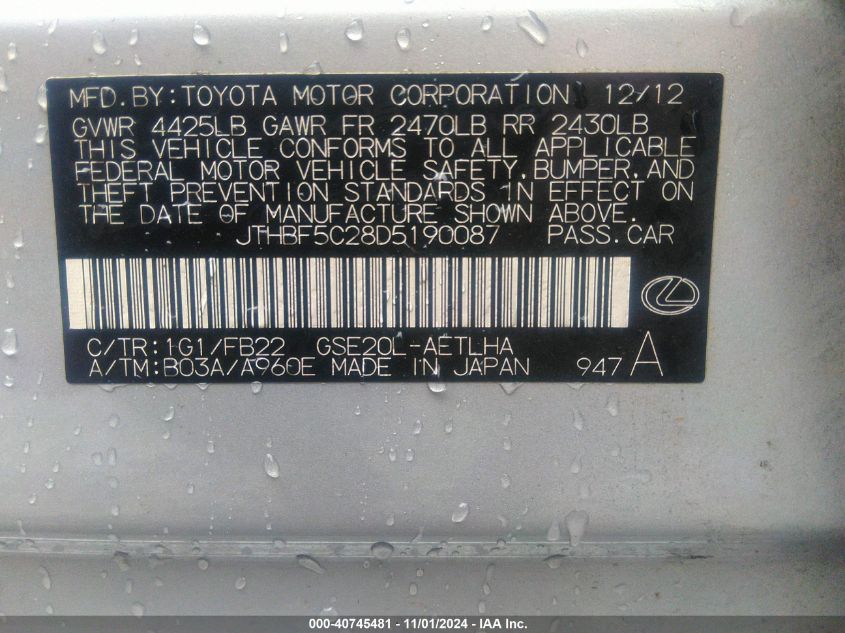 MFD.BY:TOYOTA MOTOR CORPORATION 12/12
GVWR 4425LB GAWR FR 2470LB RR 2430LB
THIS VEHICLE CONFORMS TO ALL APPLICABLE
FEDERAL MOTOR VEHICLE SAFETY,BUMPER,AND
THEFT PREVENTION STANDARDS IN EFFECT ON
THE DATE OF MANUFACTURE SHOWN ABOVE.
JTHBF5C28D5190087 PASS.CAR
C/TR:1G1/FB22 GSE20L-AETLHA
A/TM:B03A/A960E MADE IN JAPAN 947 A
000-40745481 - 11/01/2024 - IAA Inc.